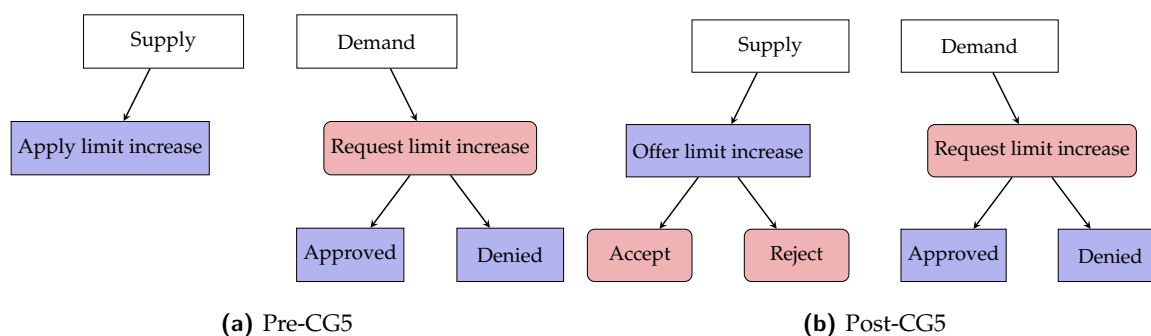 Supply
Demand
Apply limit increase
Request limit increase
Approved
Denied
(a) Pre-CG5
Supply
Demand
Offer limit increase
Request limit increase
Accept
Reject
Approved
Denied
(b) Post-CG5